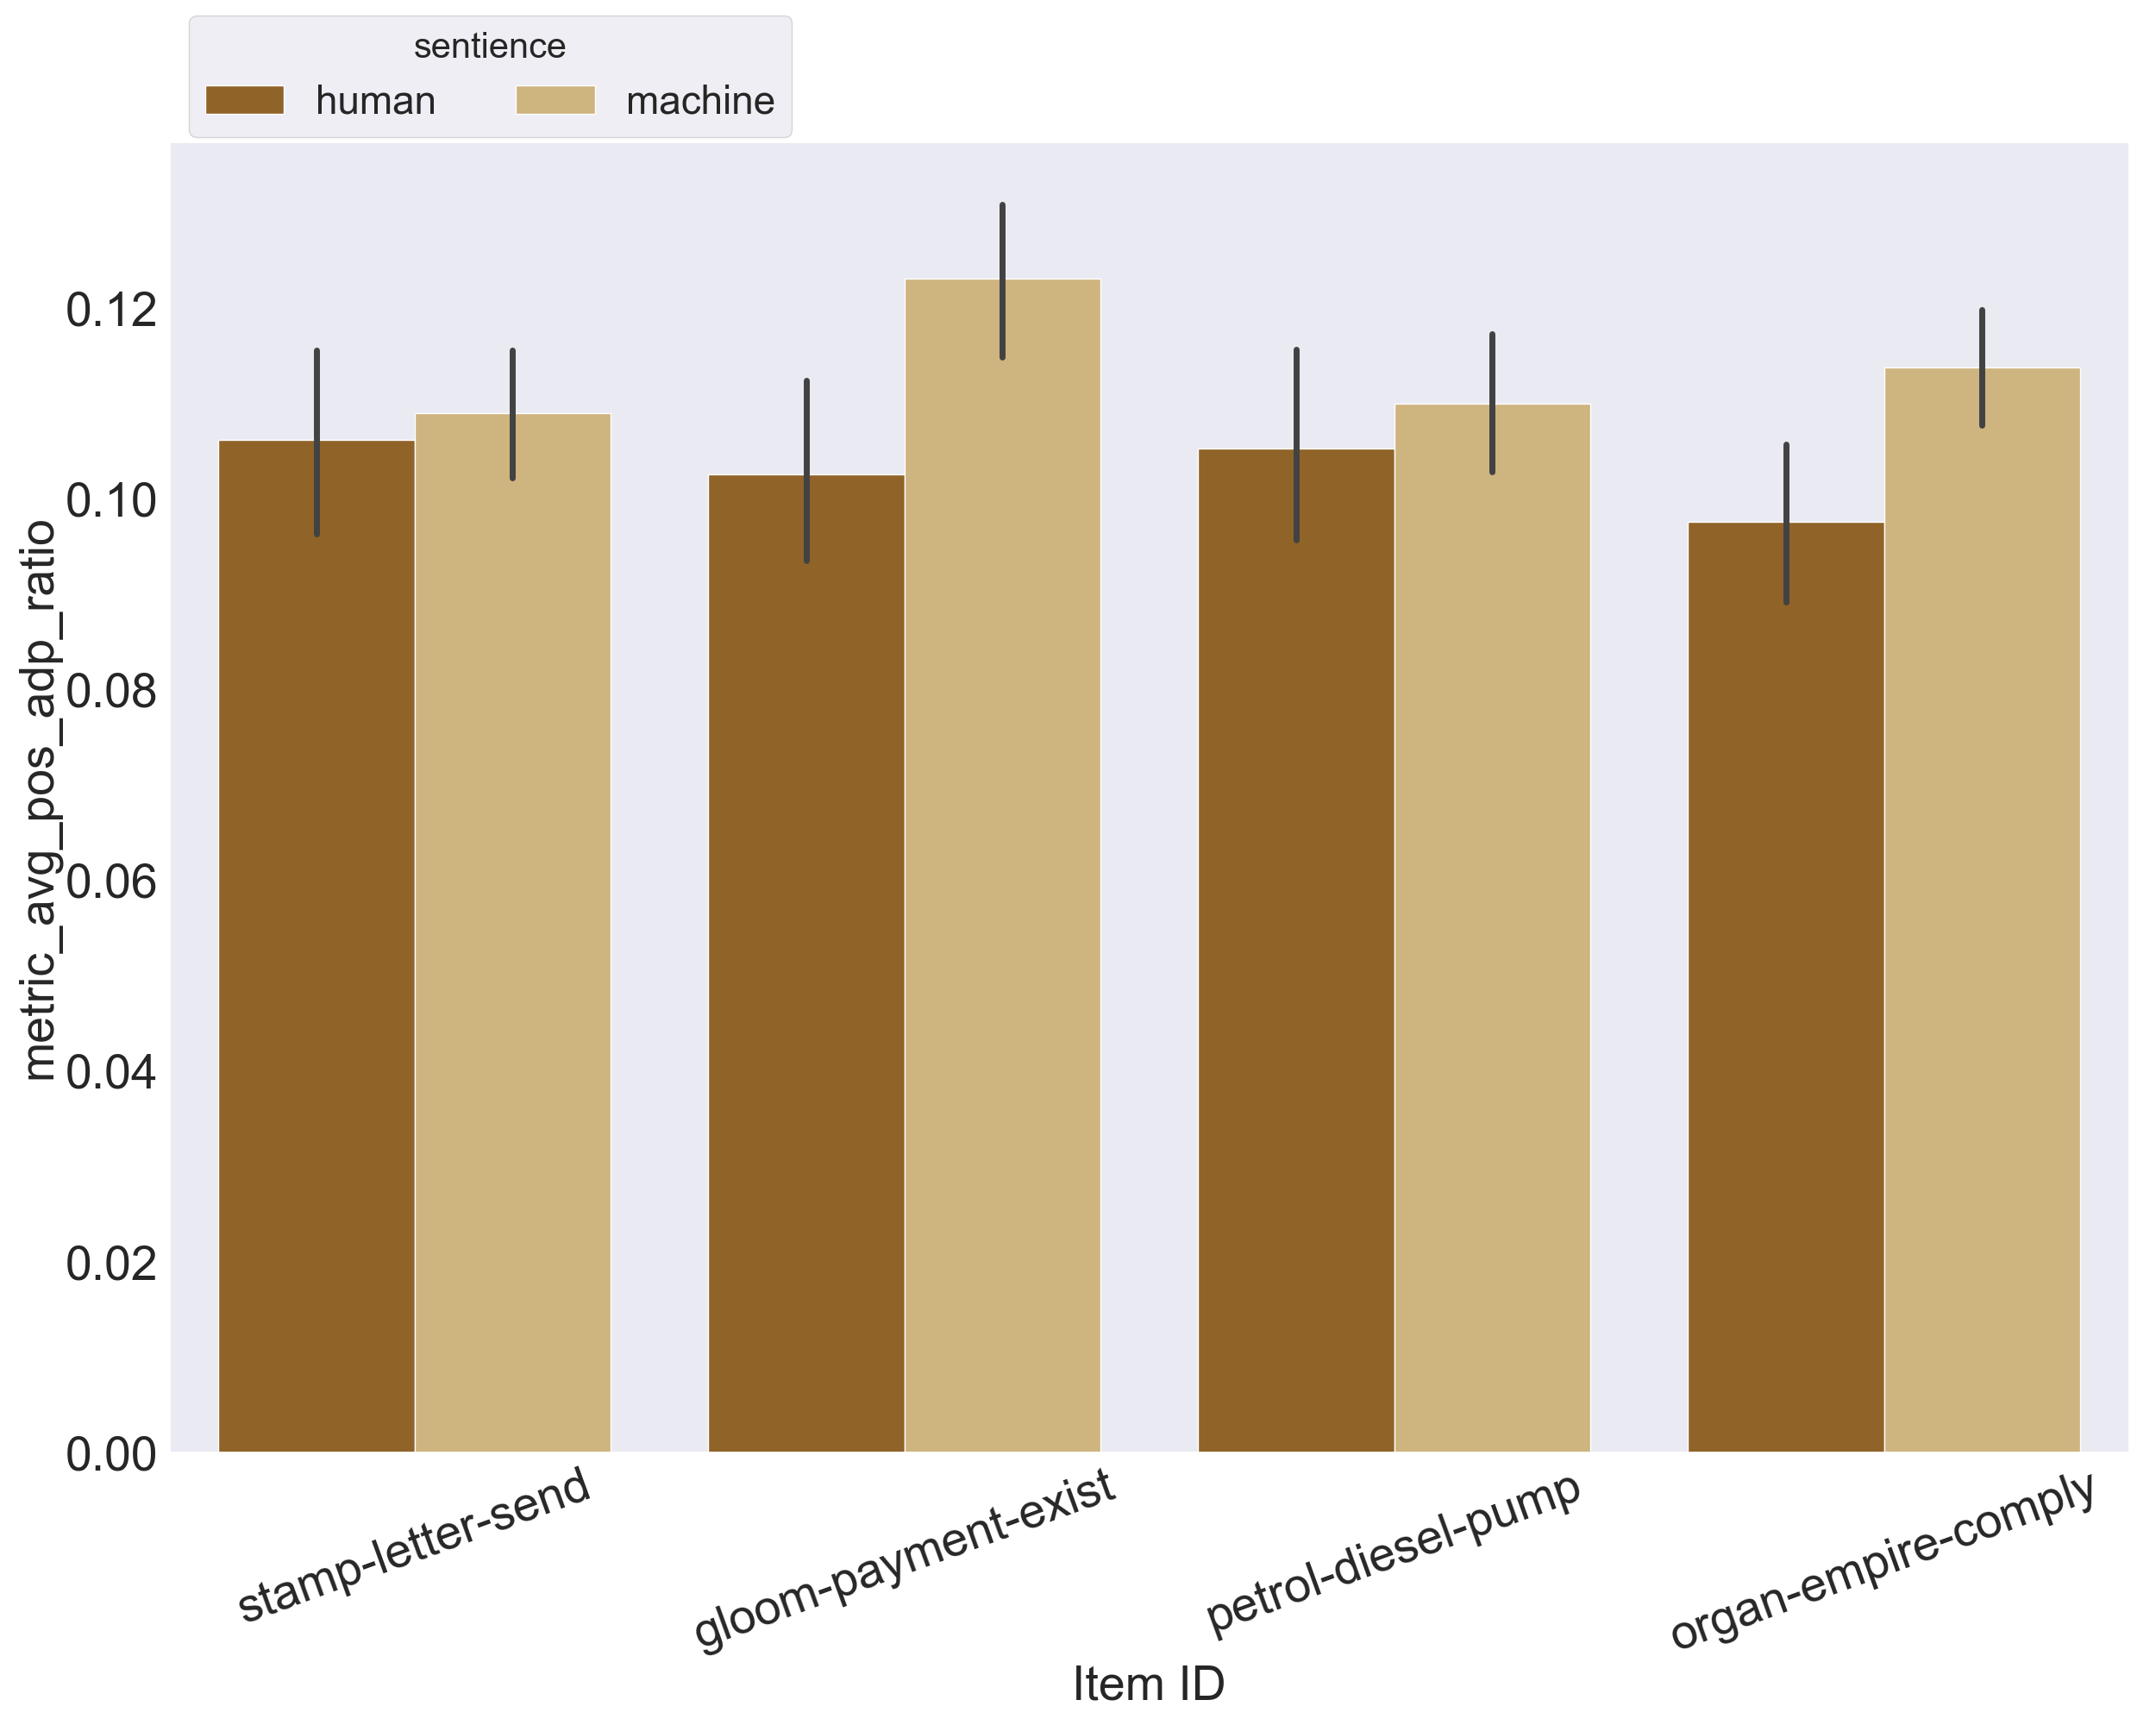 sentience
human machine
metric_avg_pos_adp_ratio
0.12
0.10
0.08
0.06
0.04
0.02
0.00
stamp-letter-send
gloom-payment-exist
petrol-diesel-pump
organ-empire-comply
Item ID